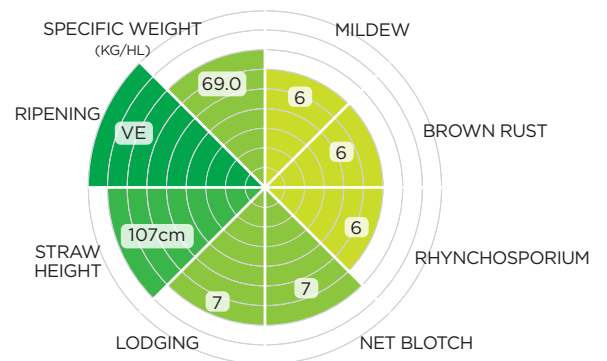 SPECIFIC WEIGHT
(KG/HL)
MILDEW
69.0
6
RIPENING
VE
BROWN RUST
6
107cm
6
STRAW
HEIGHT
RHYNCHOSPORIUM
7
7
LODGING
NET BLOTCH